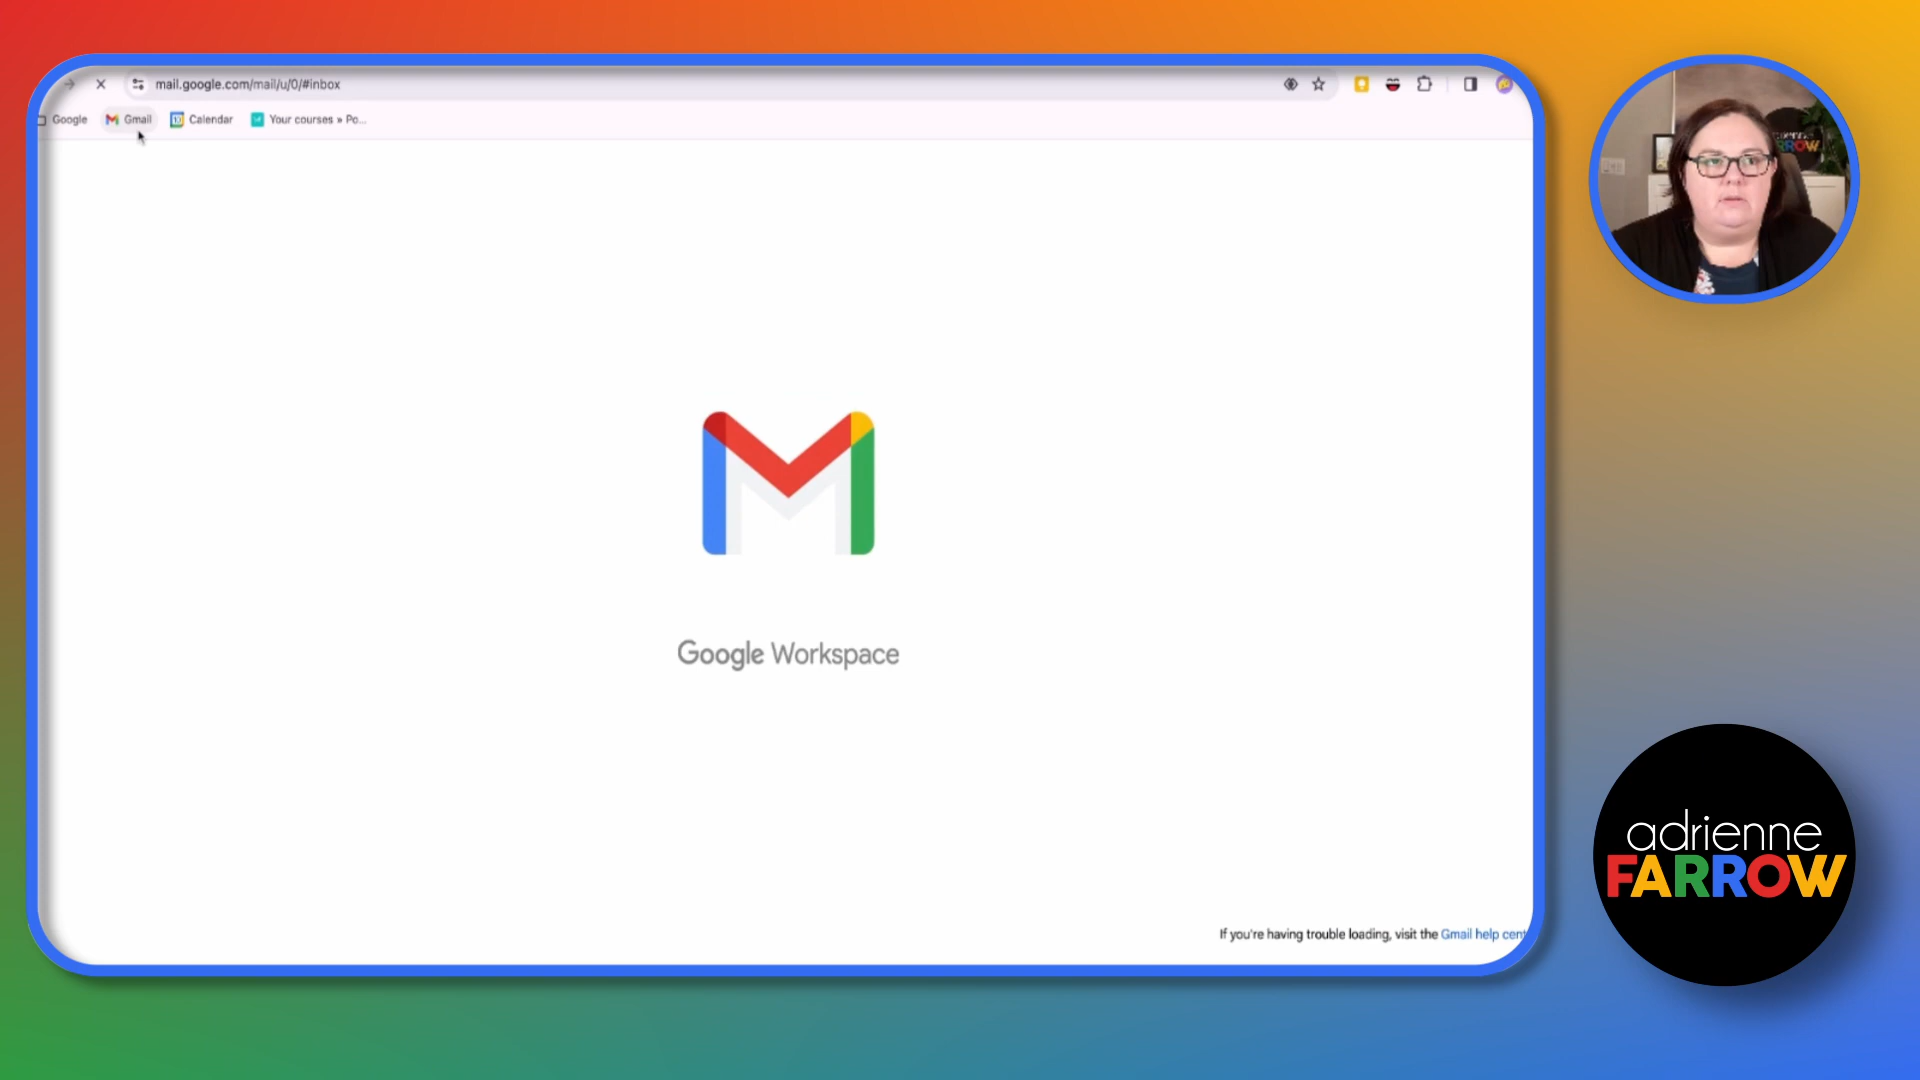 mail.google.com/mail/u/0/#inbox
Google Gmail Calendar Your courses » Po...
Google Workspace
If you're having trouble loading, visit the Gmail help cent
RROW
adrienne
FARROW